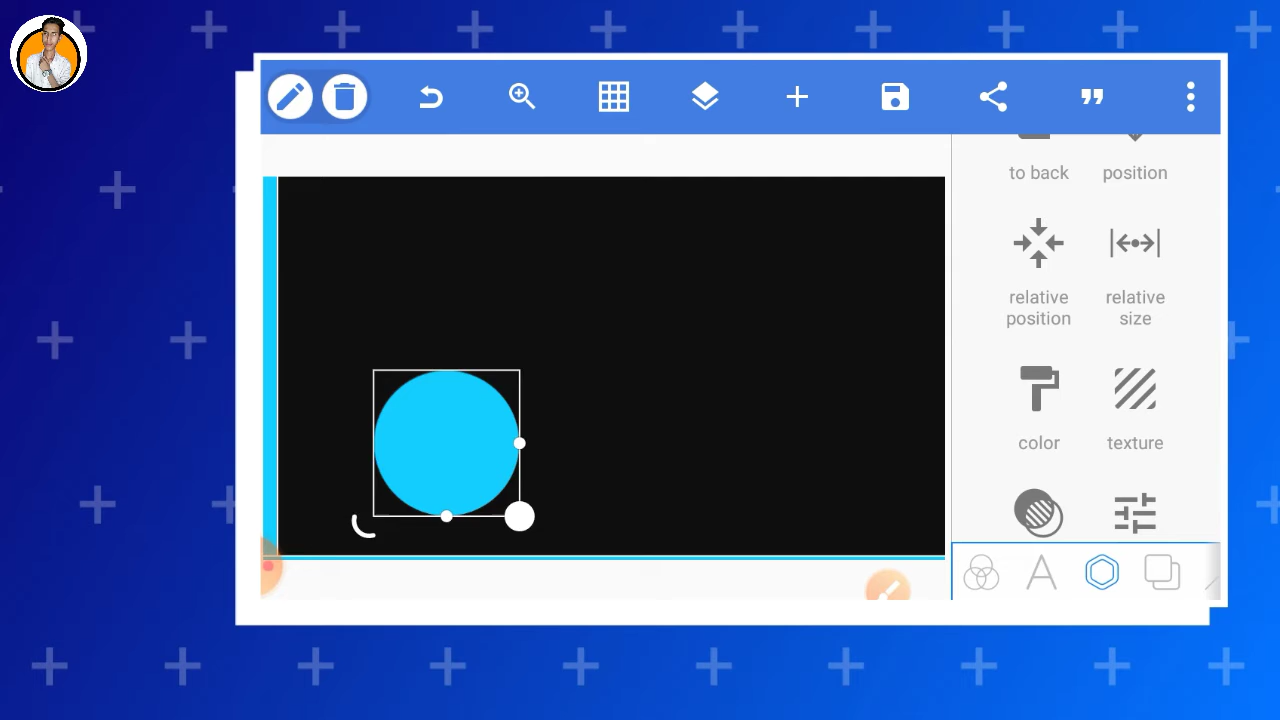 to back
position
relative
position
relative
size
color
texture